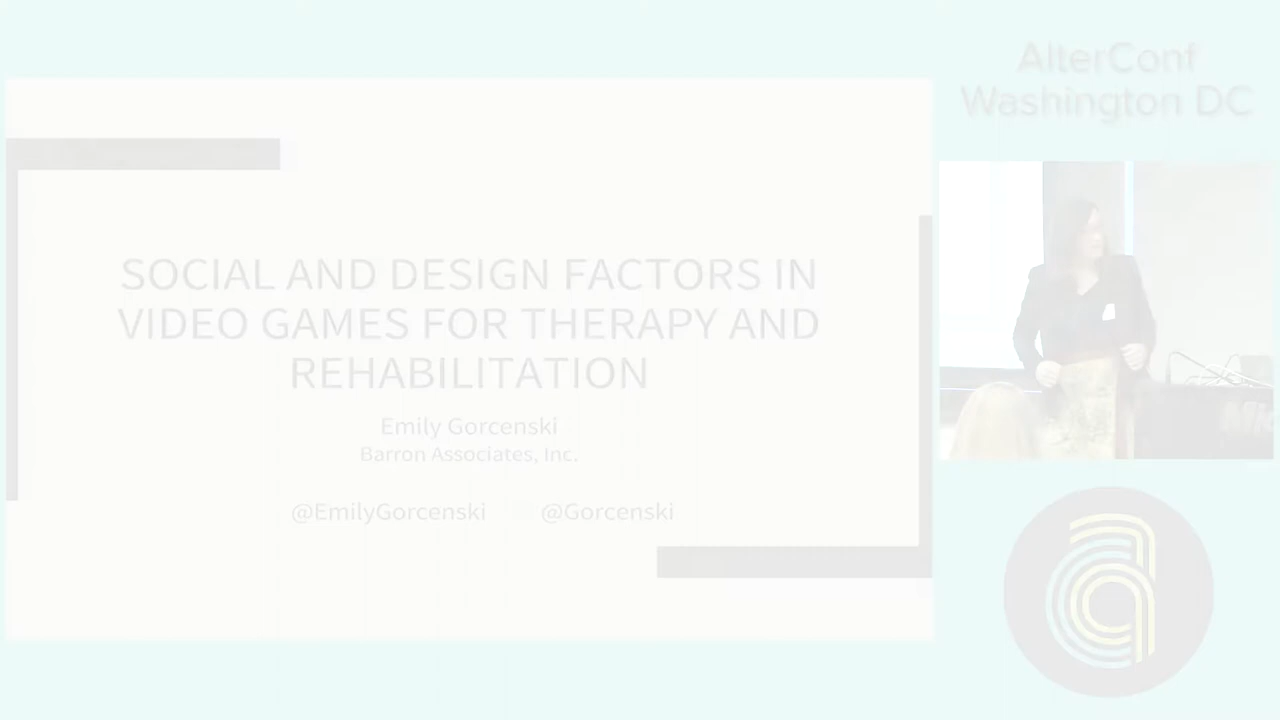 AlterConf
Washington DC
SOCIAL AND DESIGN FACTORS IN
VIDEO GAMES FOR THERAPY AND
REHABILITATION
Emily Gorcenski
Barron Associates, Inc.
@EmilyGorcenski @Gorcenski